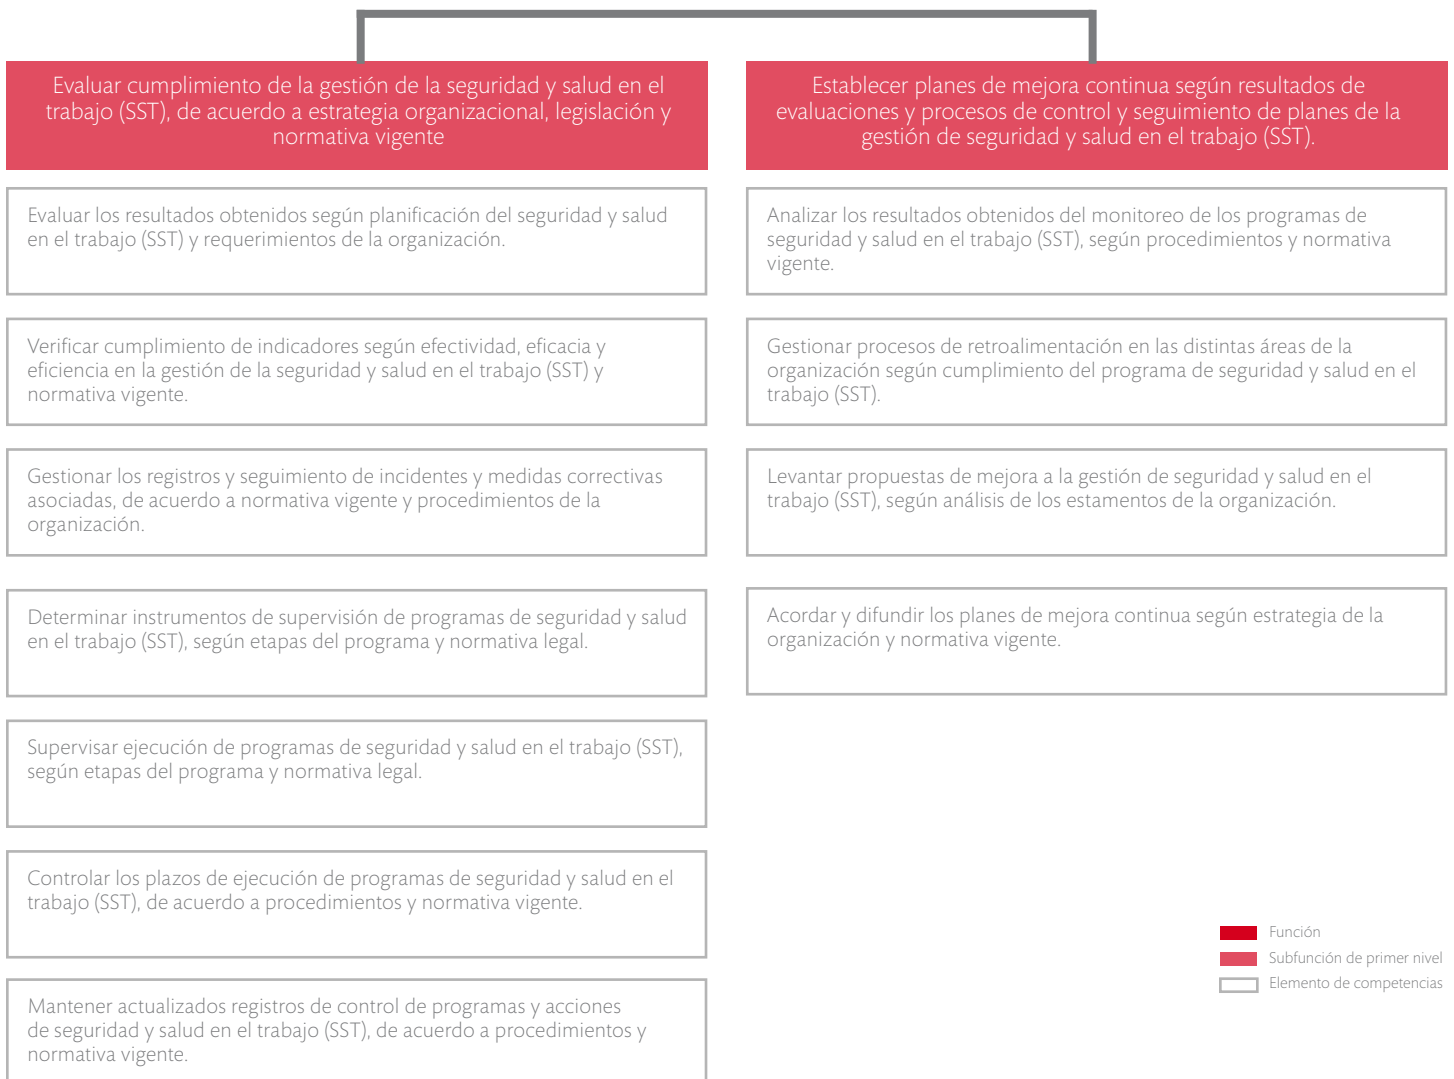 Evaluar cumplimiento de la gestión de la seguridad y salud en el
trabajo (SST), de acuerdo a estrategia organizacional, legislación y
normativa vigente
Evaluar los resultados obtenidos según planificación del seguridad y salud
en el trabajo (SST) y requerimientos de la organización.
Verificar cumplimiento de indicadores según efectividad, eficacia y
eficiencia en la gestión de la seguridad y salud en el trabajo (SST) y
normativa vigente.
Gestionar los registros y seguimiento de incidentes y medidas correctivas
asociadas, de acuerdo a normativa vigente y procedimientos de la
organización.
Determinar instrumentos de supervisión de programas de seguridad y salud
en el trabajo (SST), según etapas del programa y normativa legal.
Supervisar ejecución de programas de seguridad y salud en el trabajo (SST),
según etapas del programa y normativa legal.
Controlar los plazos de ejecución de programas de seguridad y salud en el
trabajo (SST), de acuerdo a procedimientos y normativa vigente.
Mantener actualizados registros de control de programas y acciones
de seguridad y salud en el trabajo (SST), de acuerdo a procedimientos y
normativa vigente.
Establecer planes de mejora continua según resultados de
evaluaciones y procesos de control y seguimiento de planes de la
gestión de seguridad y salud en el trabajo (SST).
Analizar los resultados obtenidos del monitoreo de los programas de
seguridad y salud en el trabajo (SST), según procedimientos y normativa
vigente.
Gestionar procesos de retroalimentación en las distintas áreas de la
organización según cumplimiento del programa de seguridad y salud en el
trabajo (SST).
Levantar propuestas de mejora a la gestión de seguridad y salud en el
trabajo (SST), según análisis de los estamentos de la organización.
Acordar y difundir los planes de mejora continua según estrategia de la
organización y normativa vigente.
Función
Subfunción de primer nivel
Elemento de competencias